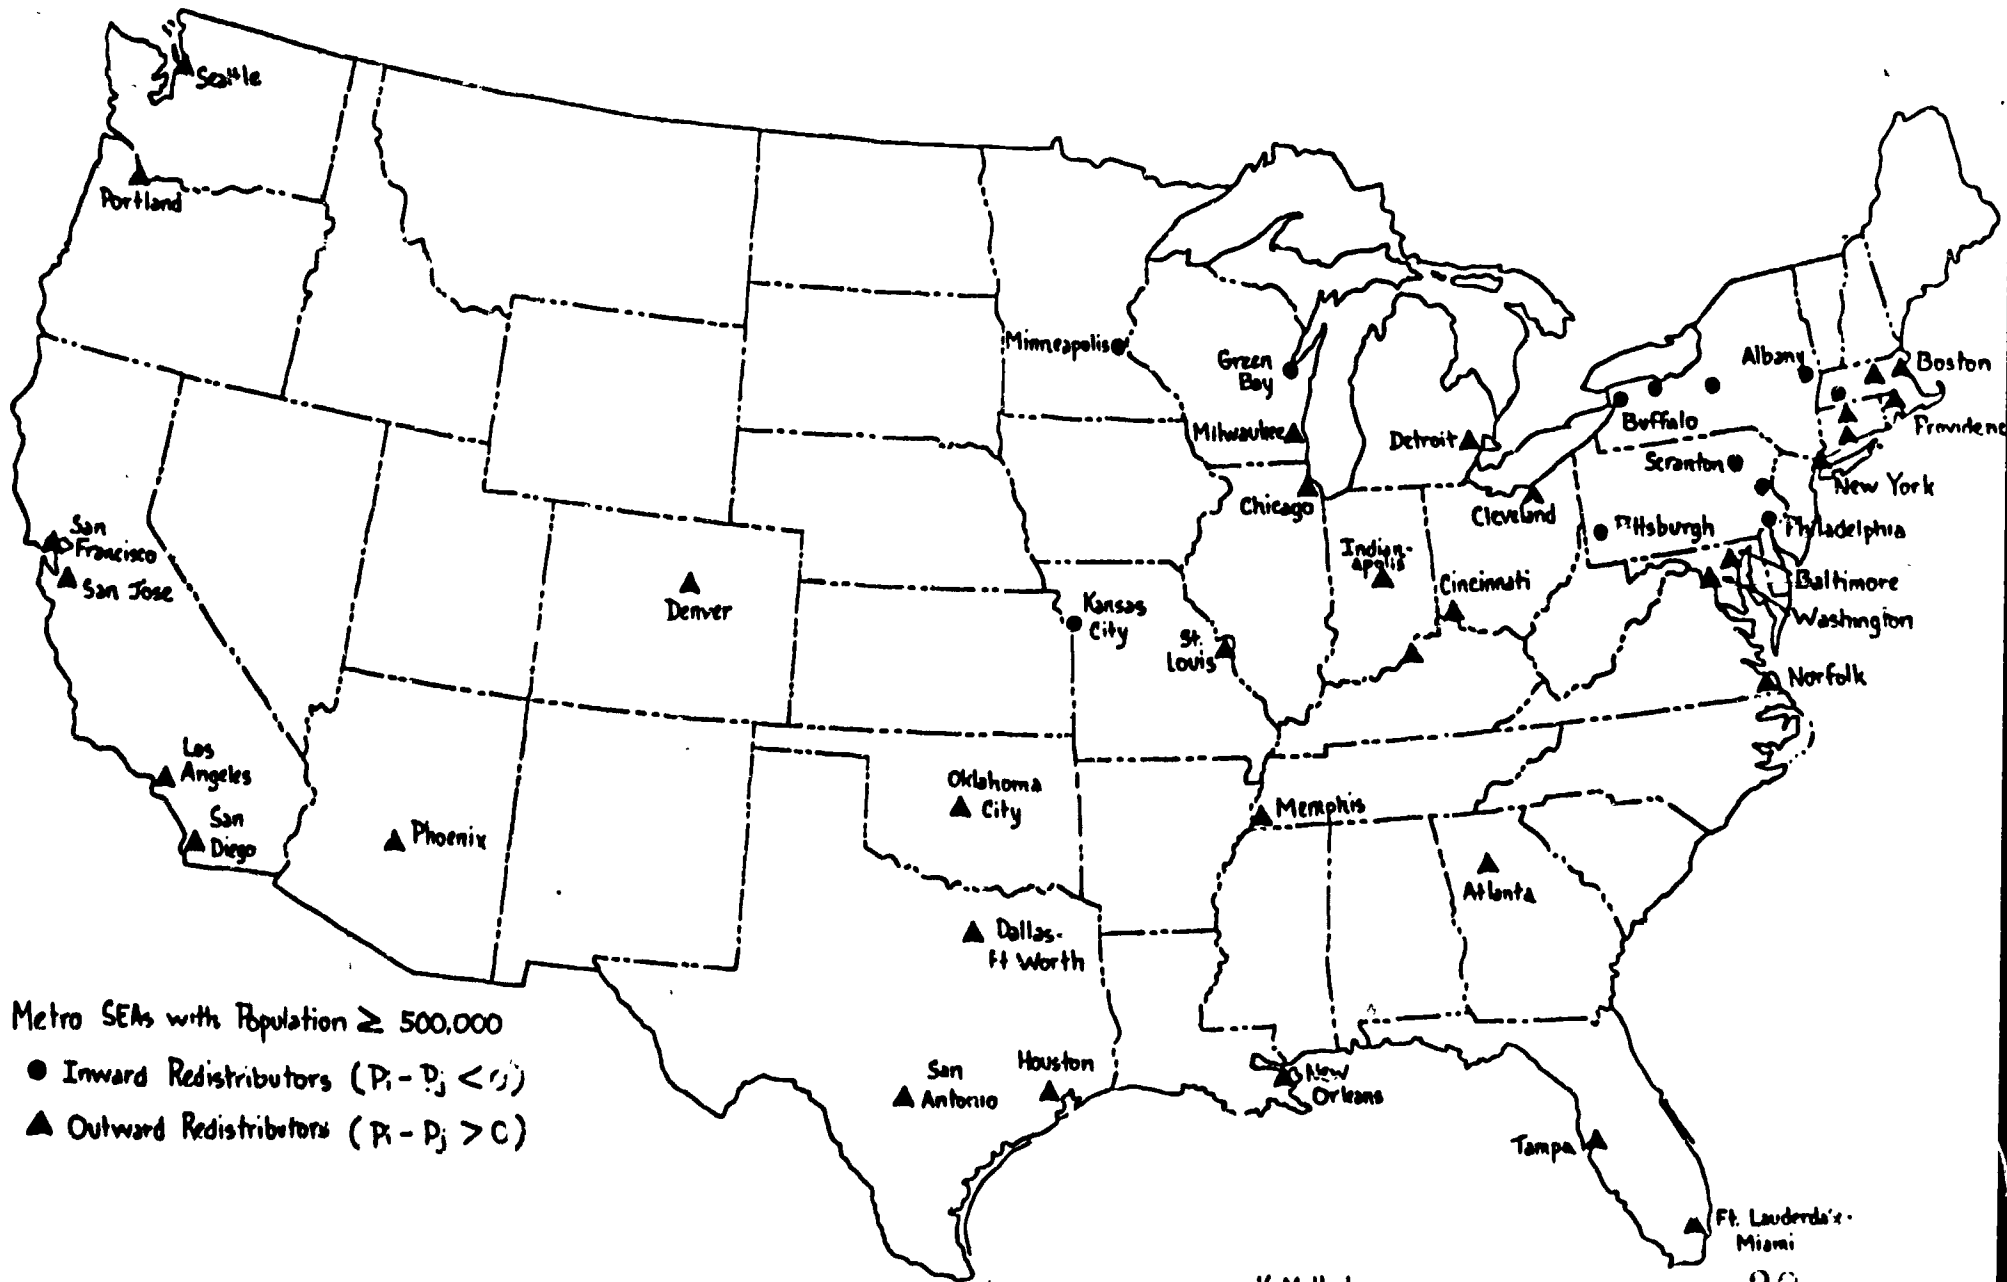 Seattle
Portland
Minneapolis
Green
Bay
Albany
Boston
Buffalo
Milwaukee
Detroit
Scranton
New York
Chicago
Cleveland
San
Francisco
Pittsburgh
Philadelphia
Indian-
apolis
San Jose
Denver
Cincinnati
Baltimore
Kansas
City
Washington
St.
Louis
Norfolk
Los
Angeles
Oklahoma
City
Memphis
San
Diego
Phoenix
Atlanta
Dallas-
Ft Worth
Metro SEAs with Population ≥ 500,000
Inward Redistributors (Pi - Pj <
Outward Redistributors (Pi - Pj > 0)
San
Antonio
Houston
New
Orleans
Tampa
Ft. Lauderdale-
Miami